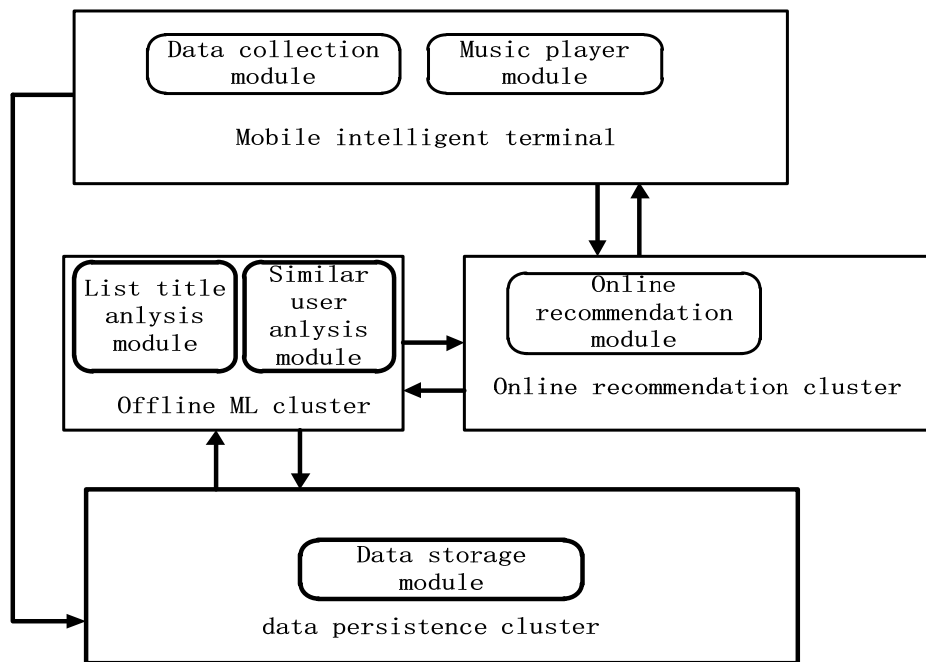 Data collection
module
Music player
module
Mobile intelligent terminal
List title
anlysis
module
Similar
user
anlysis
module
Offline ML cluster
Online
recommendation
module
Online recommendation cluster
Data storage
module
data persistence cluster